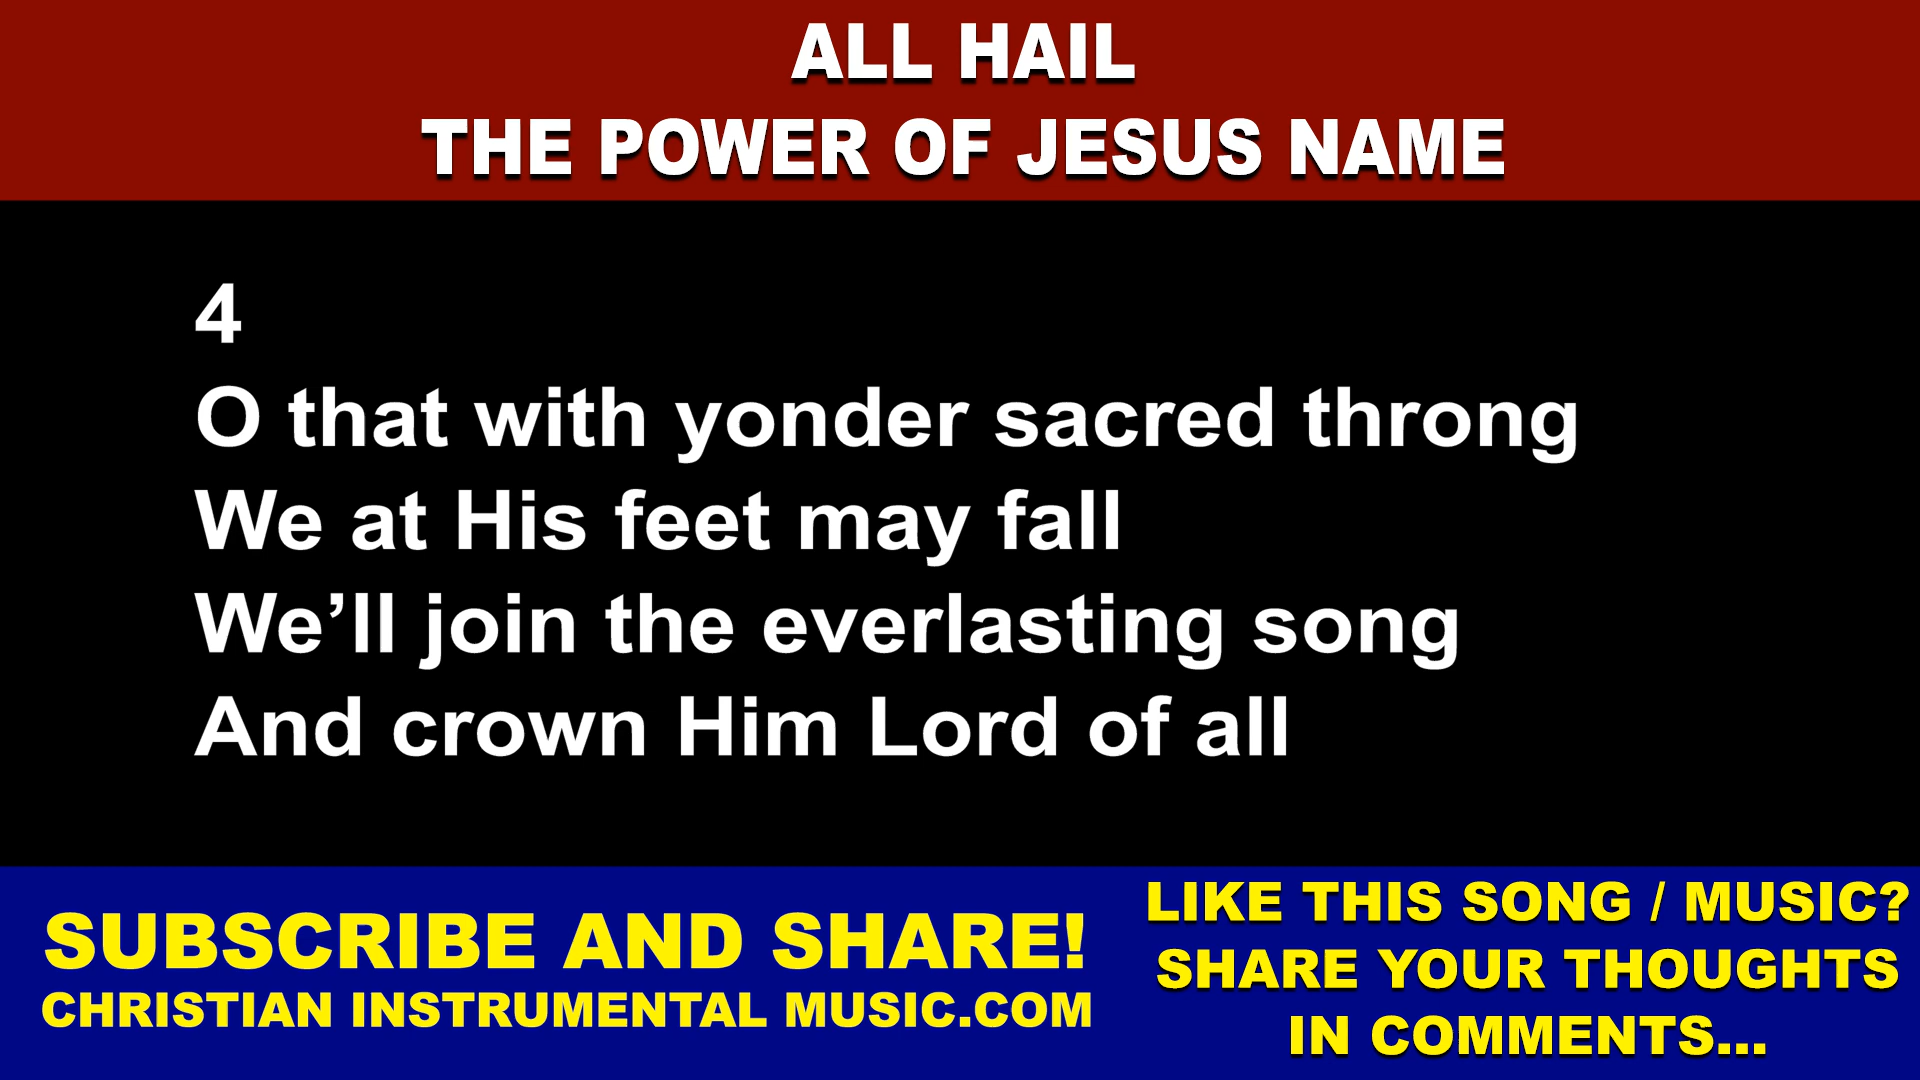 ALL HAIL
THE POWER OF JESUS NAME
4
O that with yonder sacred throng
We at His feet may fall
We’ll join the everlasting song
And crown Him Lord of all
SUBSCRIBE AND SHARE!
CHRISTIAN INSTRUMENTAL MUSIC.COM
LIKE THIS SONG / MUSIC?
SHARE YOUR THOUGHTS
IN COMMENTS...